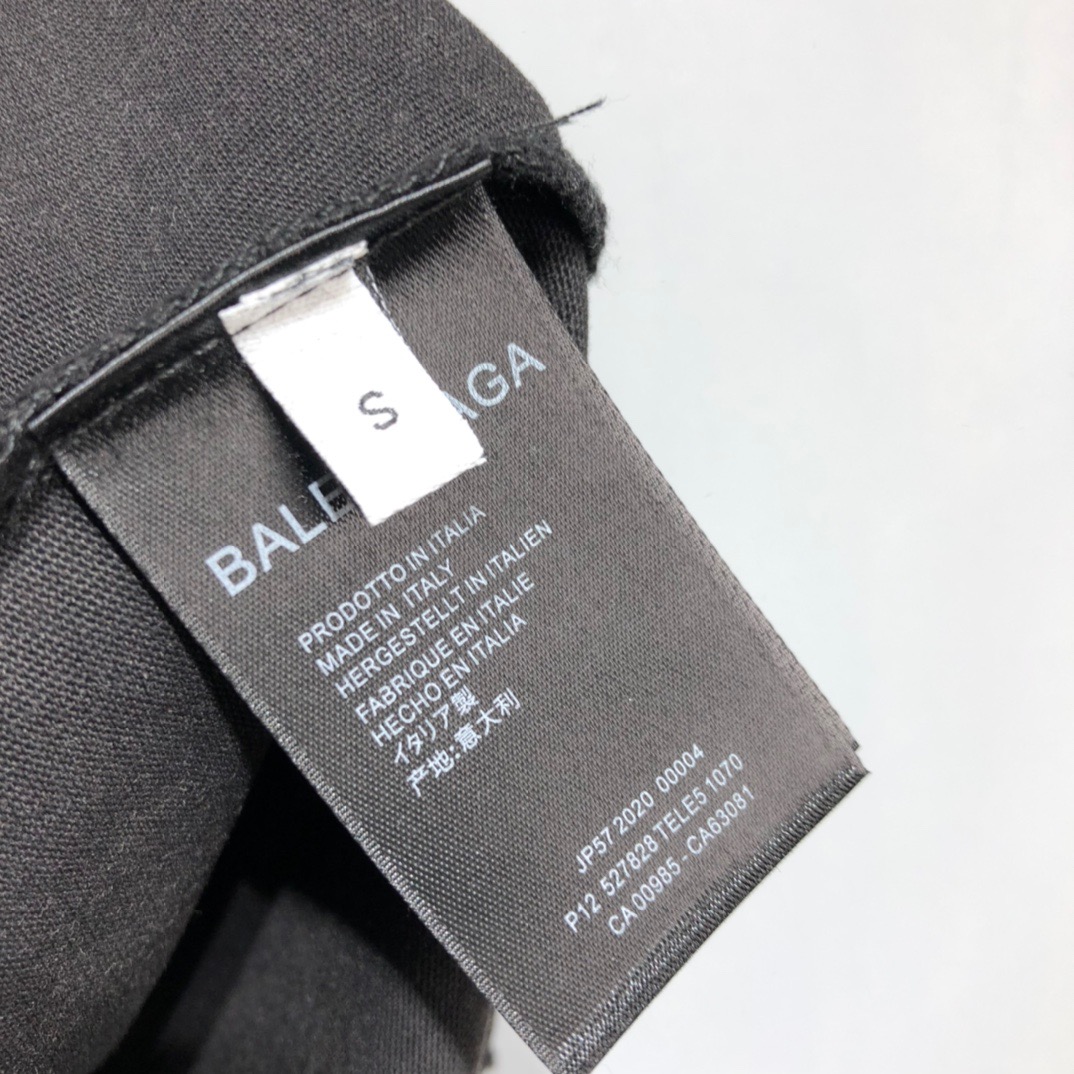 S
BALE AGA
PRODOTTO IN ITALIA
MADE IN ITALY
HERGESTELLT IN ITALIEN
FABRIQUE EN ITALIE
HECHO EN ITALIA
イタリア製
产地:意大利
JP57 2020 00004
P12 527828 TELE5 1070
CA 00985 - CA63081